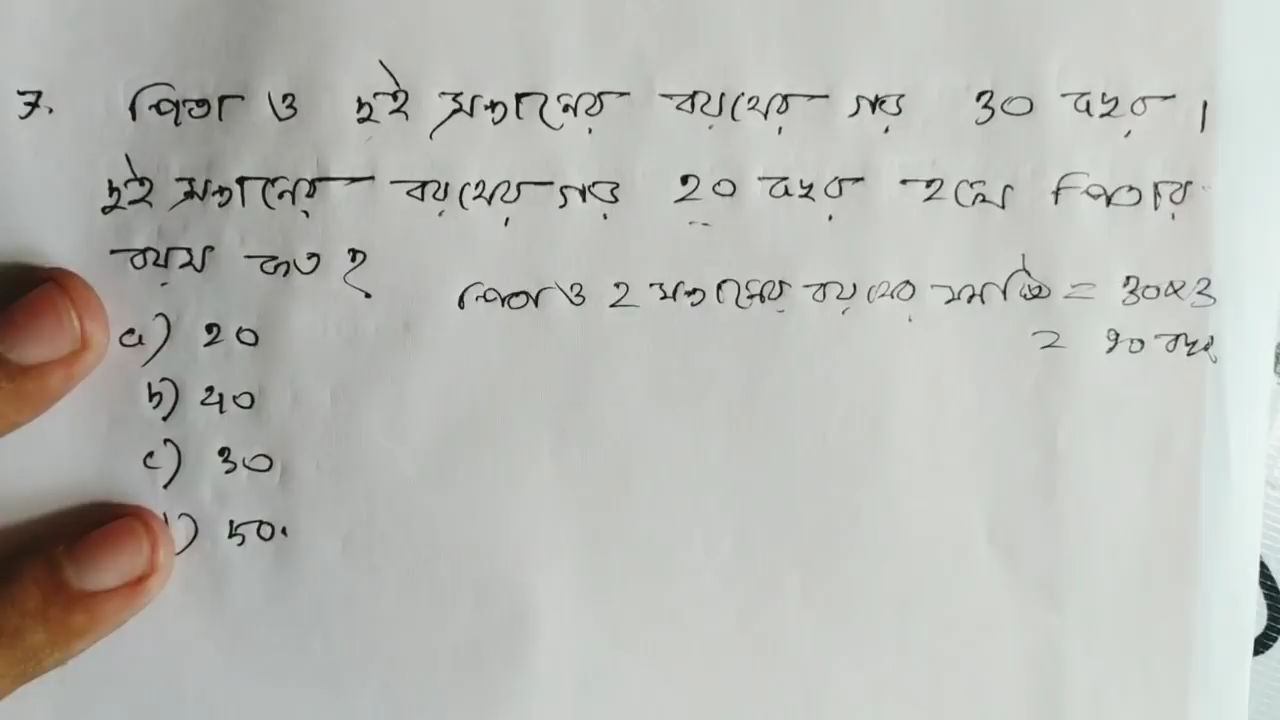 7. পিতা ও দুই সন্তানের বয়সের গড় 30 বছর।
দুই সন্তানের বয়সের গড় 20 বছর হলে পিতার
বয়স কত?
পিতা ও 2 সন্তানের বয়সের সমষ্টি = 30×3
= 90 বছর
a) 20
b) 40
c) 30
) 50.